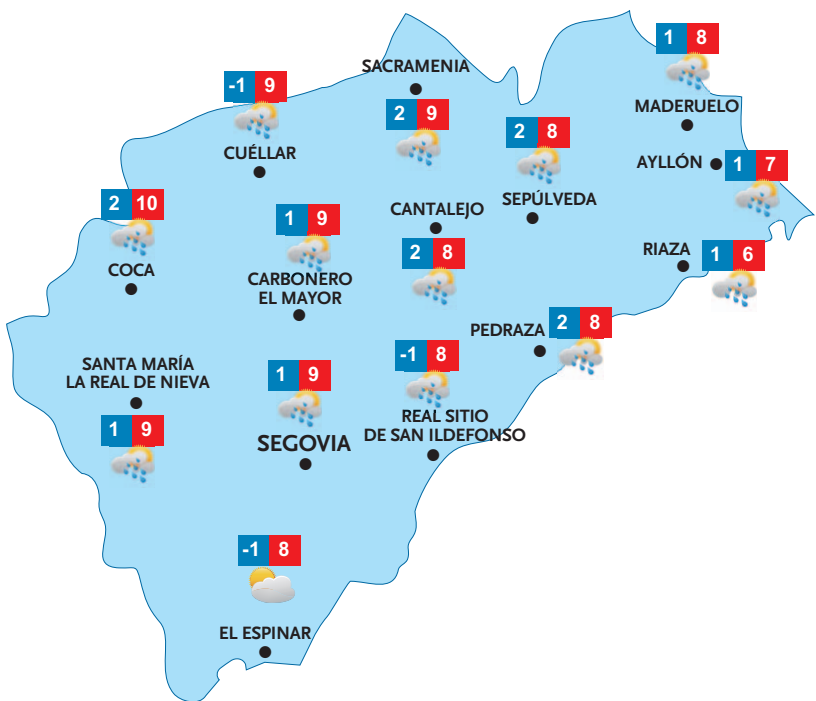 1 8
MADERUELO
SACRAMENIA
2 9
-1 9
CUÉLLAR
2 8
SEPÚLVEDA
AYLLÓN
1 7
2 10
COCA
1 9
CARBONERO
EL MAYOR
CANTALEJO
2 8
RIAZA
1 6
PEDRAZA
2 8
SANTA MARÍA
LA REAL DE NIEVA
1 9
1 9
SEGOVIA
-1 8
REAL SITIO
DE SAN ILDEFONSO
-1 8
EL ESPINAR